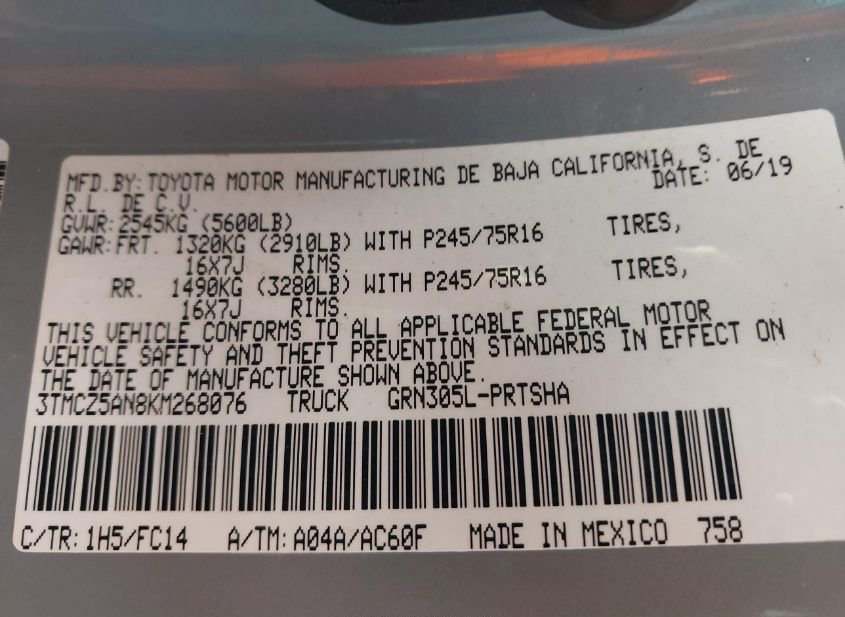 MFD. BY: TOYOTA MOTOR MANUFACTURING DE BAJA CALIFORNIA, S. DE
R.L. DE C.V. DATE: 06/19
GVWR: 2545KG (5600LB)
GAWR: FRT. 1320KG (2910LB) WITH P245/75R16 TIRES,
16X7J RIMS.
RR. 1490KG (3280LB) WITH P245/75R16 TIRES,
16X7J RIMS.
THIS VEHICLE CONFORMS TO ALL APPLICABLE FEDERAL MOTOR
VEHICLE SAFETY AND THEFT PREVENTION STANDARDS IN EFFECT ON
THE DATE OF MANUFACTURE SHOWN ABOVE.
3TMCZ5AN8KM268076 TRUCK GRN305L-PRTSHA
C/TR: 1H5/FC14 A/TM: A04A/AC60F MADE IN MEXICO 758